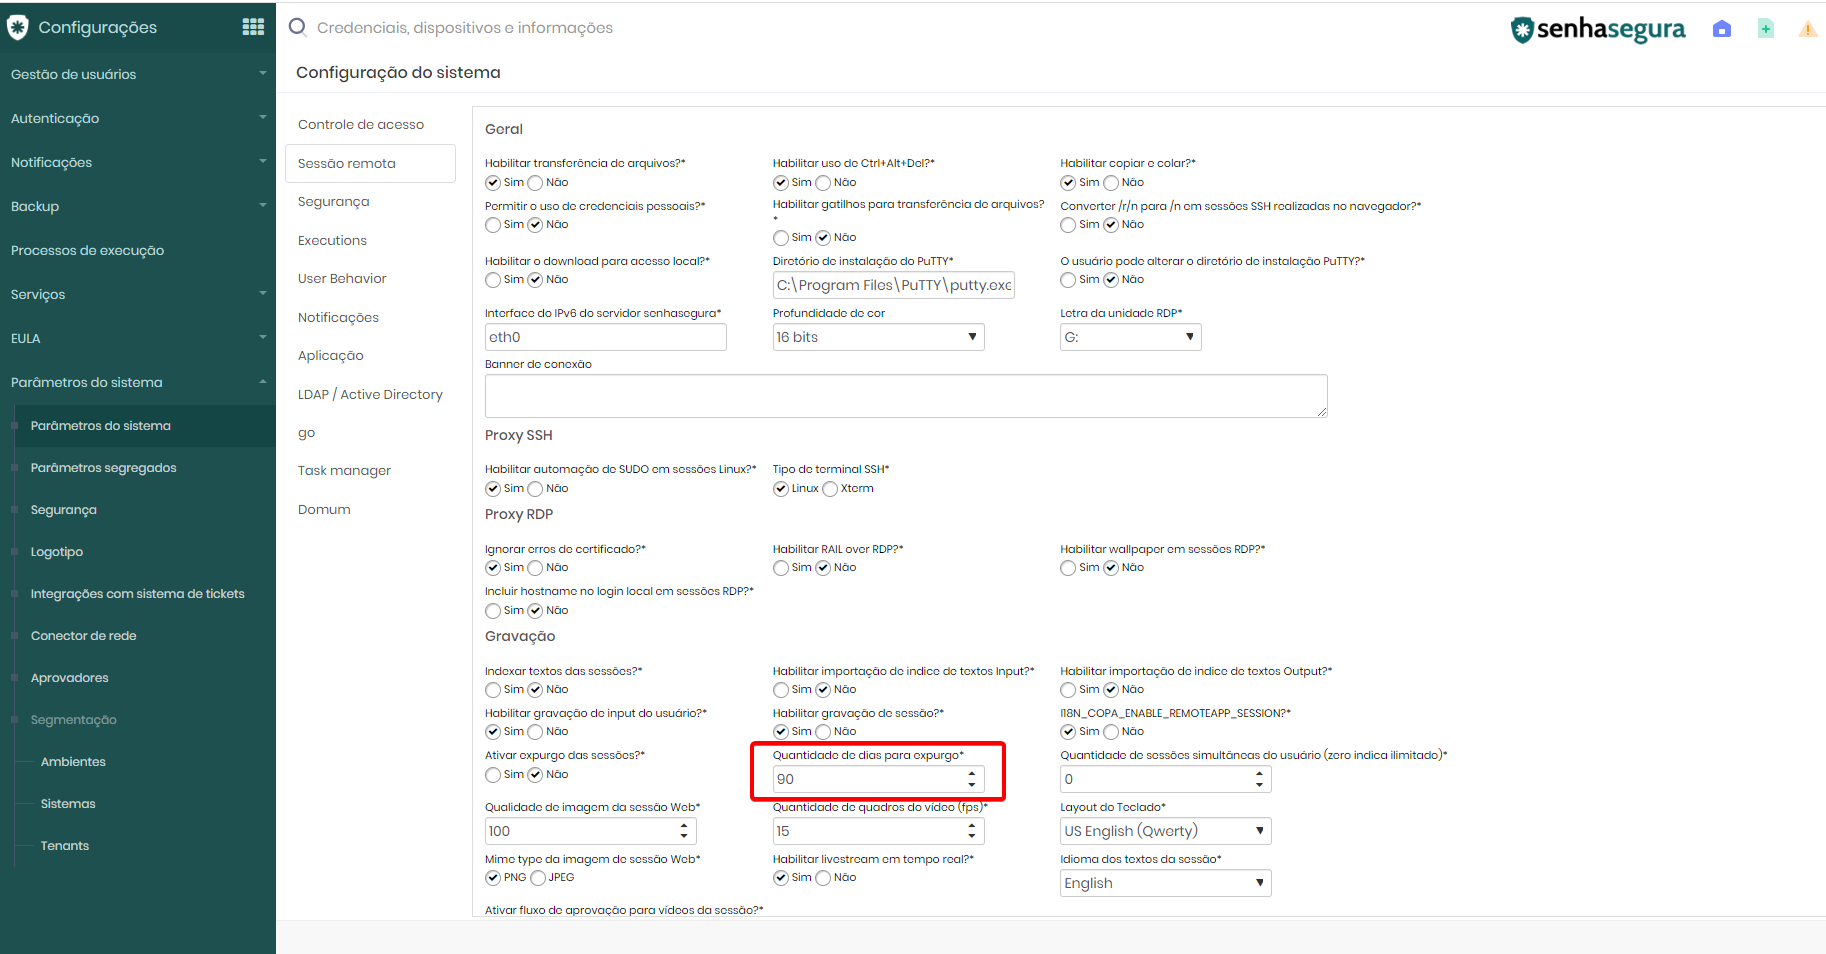 Configurações
Credenciais, dispositivos e informações
senhasegura
Gestão de usuários
Autenticação
Notificações
Backup
Processos de execução
Serviços
EULA
Parâmetros do sistema
Parâmetros do sistema
Parâmetros segregados
Segurança
Logotipo
Integrações com sistema de tickets
Conector de rede
Aprovadores
Segmentação
Ambientes
Sistemas
Tenants
Configuração do sistema
Controle de acesso
Sessão remota
Segurança
Executions
User Behavior
Notificações
Aplicação
LDAP / Active Directory
go
Task manager
Domum
Geral
Habilitar transferência de arquivos?* Habilitar uso de Ctrl+Alt+Del?* Habilitar copiar e colar?*
Sim Não Sim Não Sim Não
Permitir o uso de credenciais pessoais?* Habilitar gatilhos para transferência de arquivos?* Converter /r/n para /n em sessões SSH realizadas no navegador?*
Sim Não Sim Não Sim Não
Habilitar o download para acesso local?* Diretório de instalação do PuTTY* O usuário pode alterar o diretório de instalação PuTTY?*
Sim Não C:\Program Files\PuTTY\putty.exe Sim Não
Interface do IPv6 do servidor senhasegura* Profundidade de cor Letra da unidade RDP*
eth0 16 bits G:
Banner de conexão
Proxy SSH
Habilitar automação de SUDO em sessões Linux?* Tipo de terminal SSH*
Sim Não Linux Xterm
Proxy RDP
Ignorar erros de certificado?* Habilitar RAIL over RDP?* Habilitar wallpaper em sessões RDP?*
Sim Não Sim Não Sim Não
Incluir hostname no login local em sessões RDP?*
Sim Não
Gravação
Indexar textos das sessões?* Habilitar importação de indice de textos Input?* Habilitar importação de indice de textos Output?*
Sim Não Sim Não Sim Não
Habilitar gravação de input do usuário?* Habilitar gravação de sessão?* I18N_COPA_ENABLE_REMOTEAPP_SESSION?*
Sim Não Sim Não Sim Não
Ativar expurgo das sessões?* Quantidade de dias para expurgo* Quantidade de sessões simultâneas do usuário (zero indica ilimitado)*
Sim Não 90 0
Qualidade de imagem da sessão Web* Quantidade de quadros do vídeo (fps)* Layout do Teclado*
100 15 US English (Qwerty)
Mime type da imagem de sessão Web* Habilitar livestream em tempo real?* Idioma dos textos da sessão*
PNG JPEG Sim Não English
Ativar fluxo de aprovação para vídeos da sessão?*